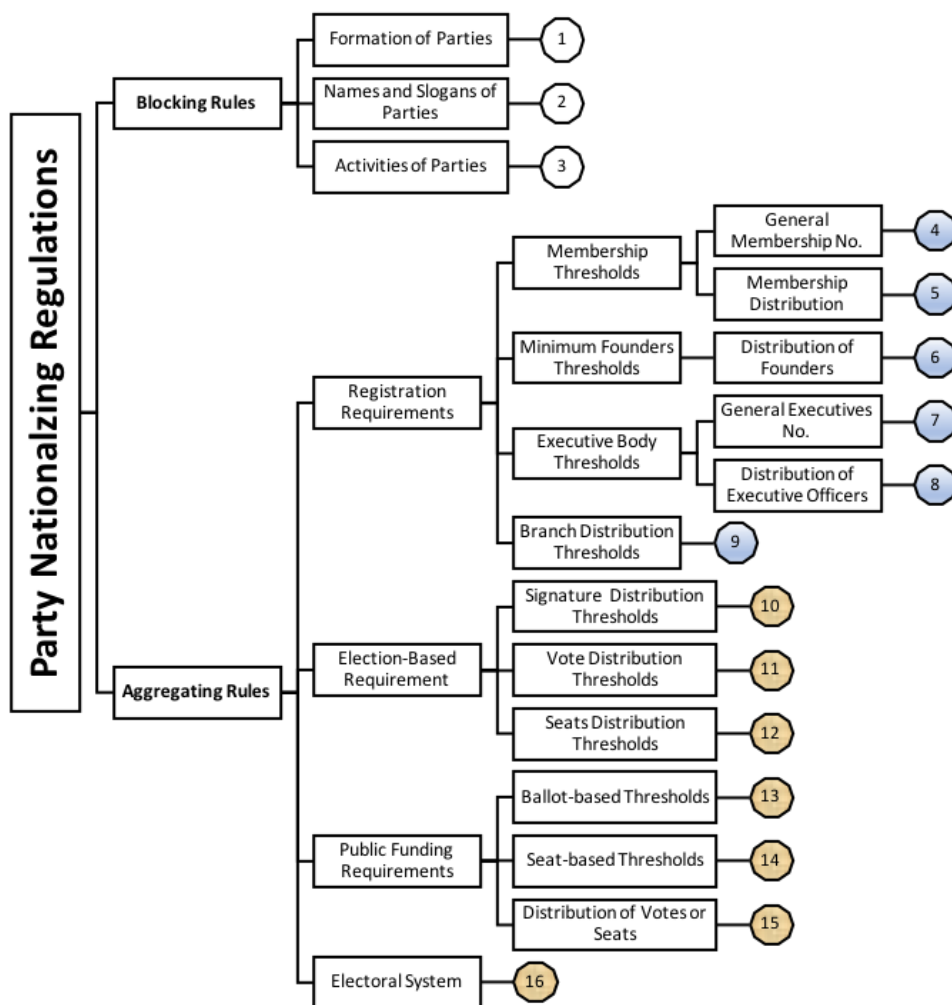 Party Nationalzing Regulations
Blocking Rules
Formation of Parties
1
Names and Slogans of
Parties
2
Activities of Parties
3
Aggregating Rules
Registration
Requirements
Membership
Thresholds
General
Membership No.
4
Membership
Distribution
5
Minimum Founders
Thresholds
Distribution of
Founders
6
Executive Body
Thresholds
General Executives
No.
7
Distribution of
Executive Officers
8
Branch Distribution
Thresholds
9
Election-Based
Requirement
Signature Distribution
Thresholds
10
Vote Distribution
Thresholds
11
Seats Distribution
Thresholds
12
Public Funding
Requirements
Ballot-based Thresholds
13
Seat-based Thresholds
14
Distribution of Votes or
Seats
15
Electoral System
16